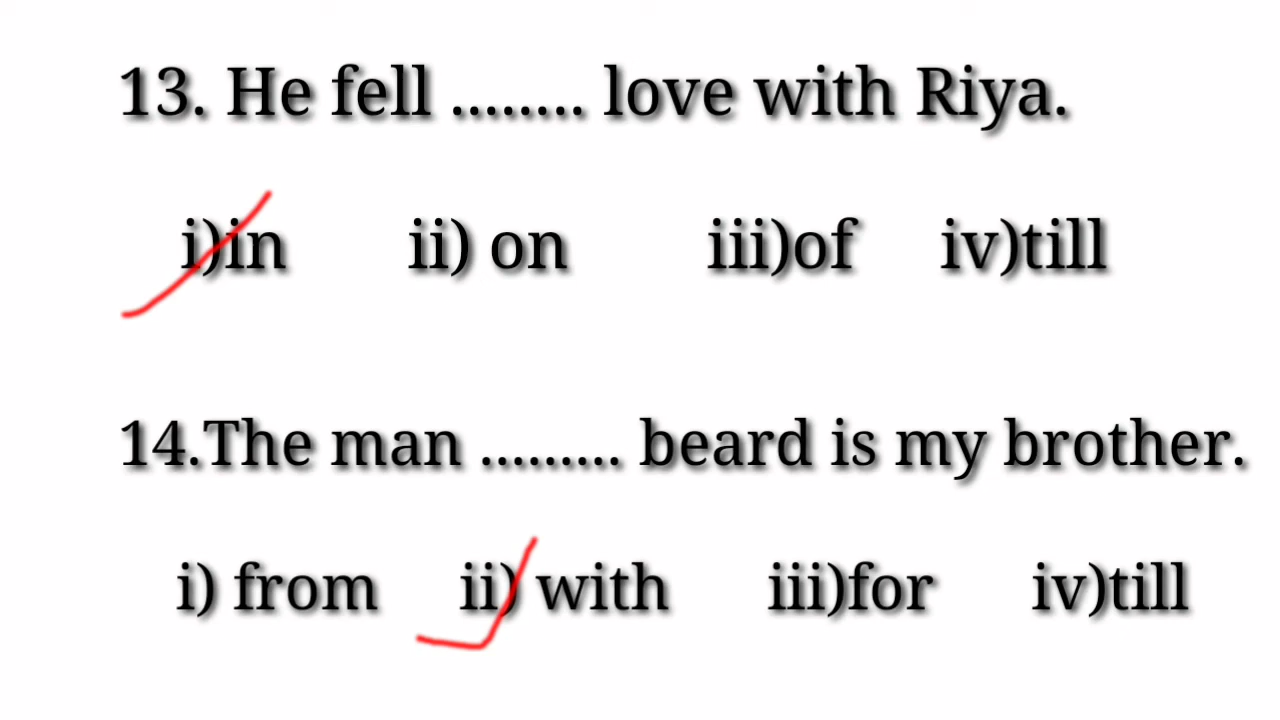 13. He fell ........ love with Riya.
i)in ii) on iii)of iv)till
14.The man ......... beard is my brother.
i) from ii) with iii)for iv)till